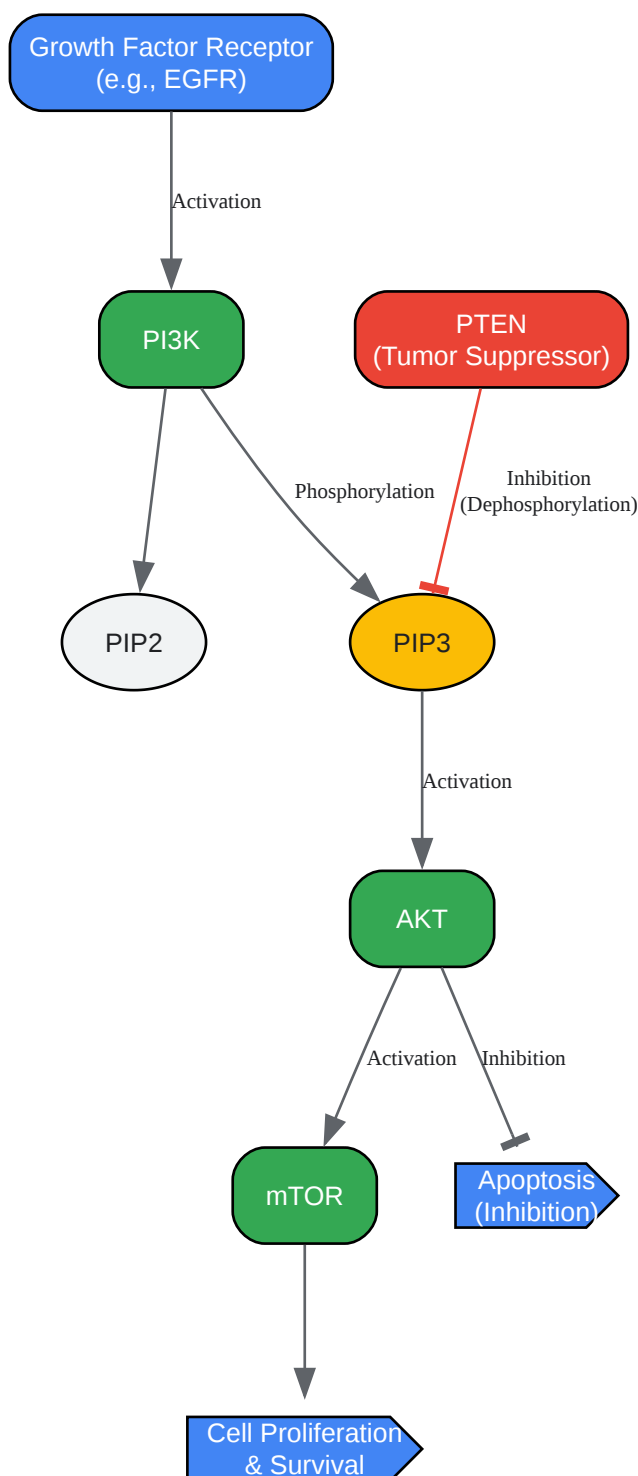 Growth Factor Receptor
(e.g., EGFR)
Activation
PI3K
PTEN
(Tumor Suppressor)
Phosphorylation
Inhibition
(Dephosphorylation)
PIP2
PIP3
Activation
AKT
Activation
Inhibition
mTOR
Apoptosis
(Inhibition)
Cell Proliferation
& Survival